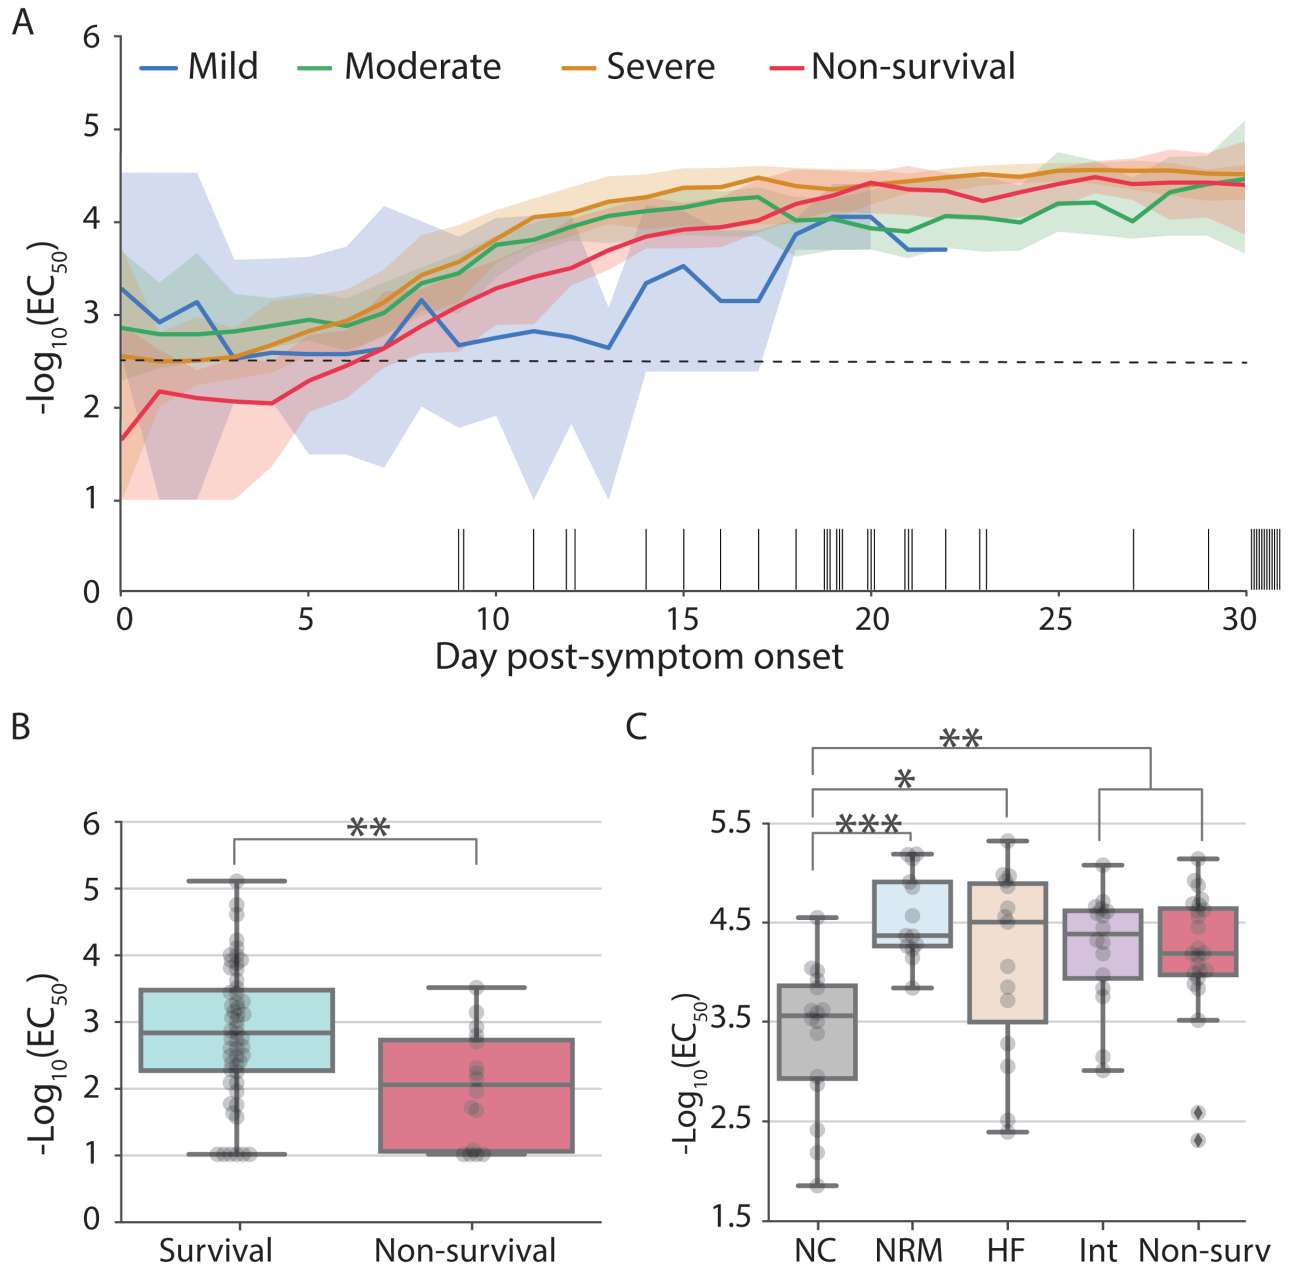 A
6
Mild Moderate Severe Non-survival
5
4
3
2
1
0
-log10(EC50)
0 5 10 15 20 25 30
Day post-symptom onset
B
**
6
5
4
3
2
1
0
-Log10(EC50)
Survival Non-survival
C
**
*
***
5.5
4.5
3.5
2.5
1.5
-Log10(EC50)
NC NRM HF Int Non-surv